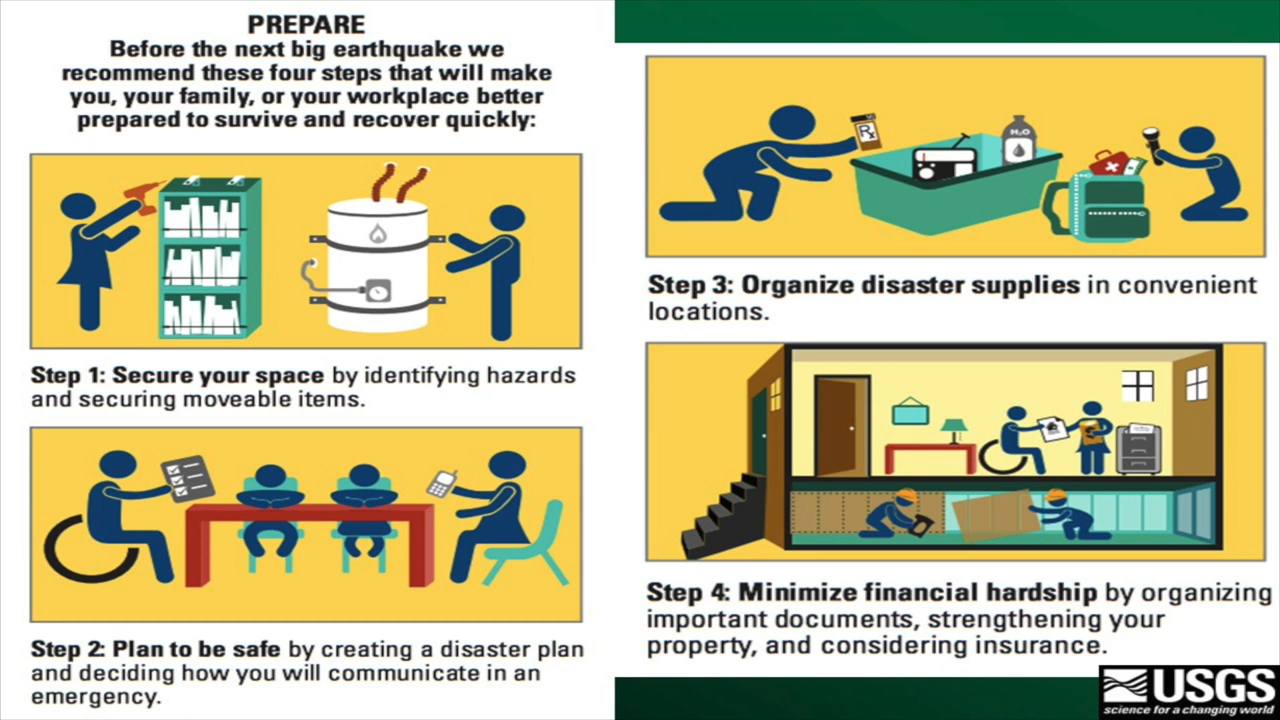 PREPARE
Before the next big earthquake we
recommend these four steps that will make
you, your family, or your workplace better
prepared to survive and recover quickly:
Step 1: Secure your space by identifying hazards
and securing moveable items.
Step 2: Plan to be safe by creating a disaster plan
and deciding how you will communicate in an
emergency.
Rx
H₂O
Step 3: Organize disaster supplies in convenient
locations.
Step 4: Minimize financial hardship by organizing
important documents, strengthening your
property, and considering insurance.
USGS
science for a changing world